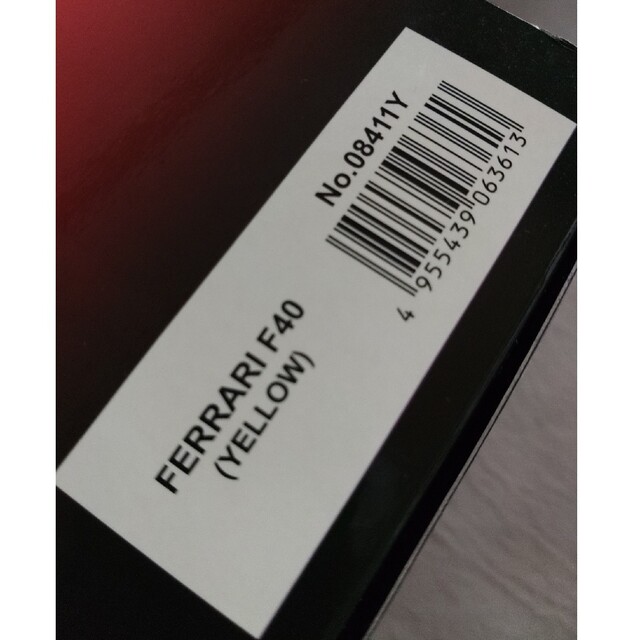 No.08411Y
4 955439 063613
FERRARI F40
(YELLOW)